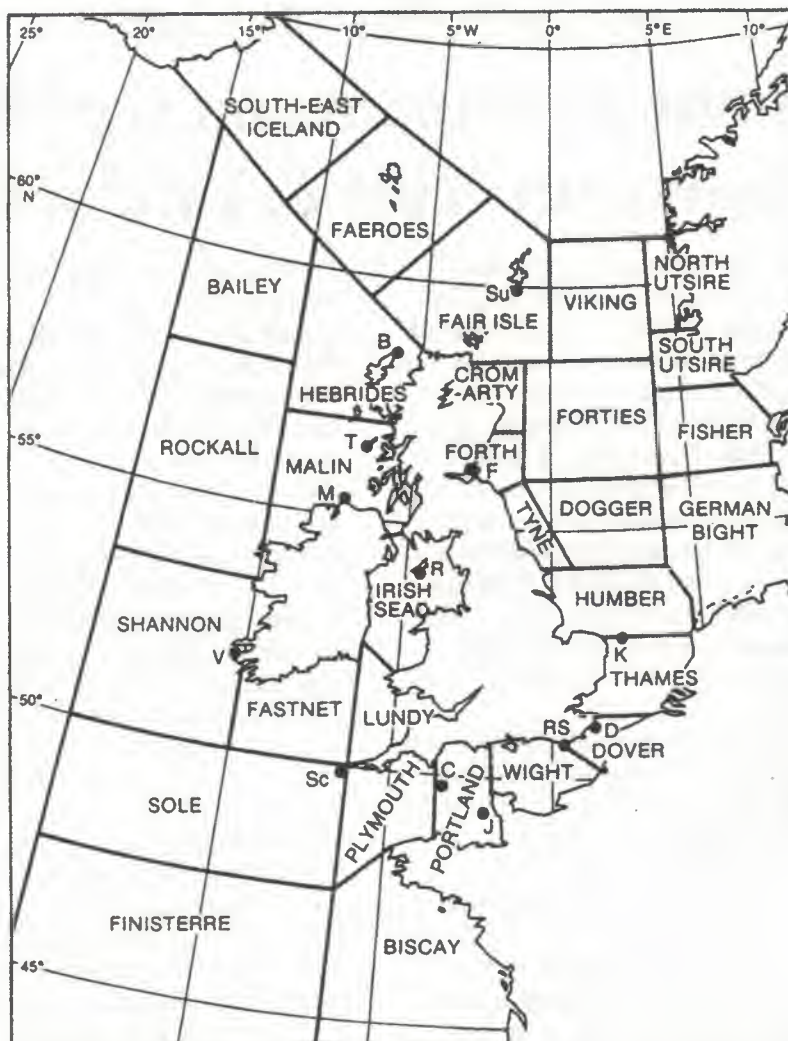 25° 20° 15° 10° 5°W 0° 5°E 10°
SOUTH-EAST
ICELAND
60°
N
FAEROES
BAILEY
Su
FAIR ISLE
VIKING
NORTH
UTSIRE
SOUTH
UTSIRE
B
HEBRIDES
CROM
-ARTY
FORTIES
FISHER
55°
ROCKALL
T
MALIN
FORTH
F
M
TYNE
DOGGER
GERMAN
BIGHT
R
IRISH
SEA
HUMBER
SHANNON
V
K
THAMES
50°
FASTNET
LUNDY
RS
D
DOVER
Sc
PLYMOUTH
C
PORTLAND
J
WIGHT
SOLE
FINISTERRE
BISCAY
45°